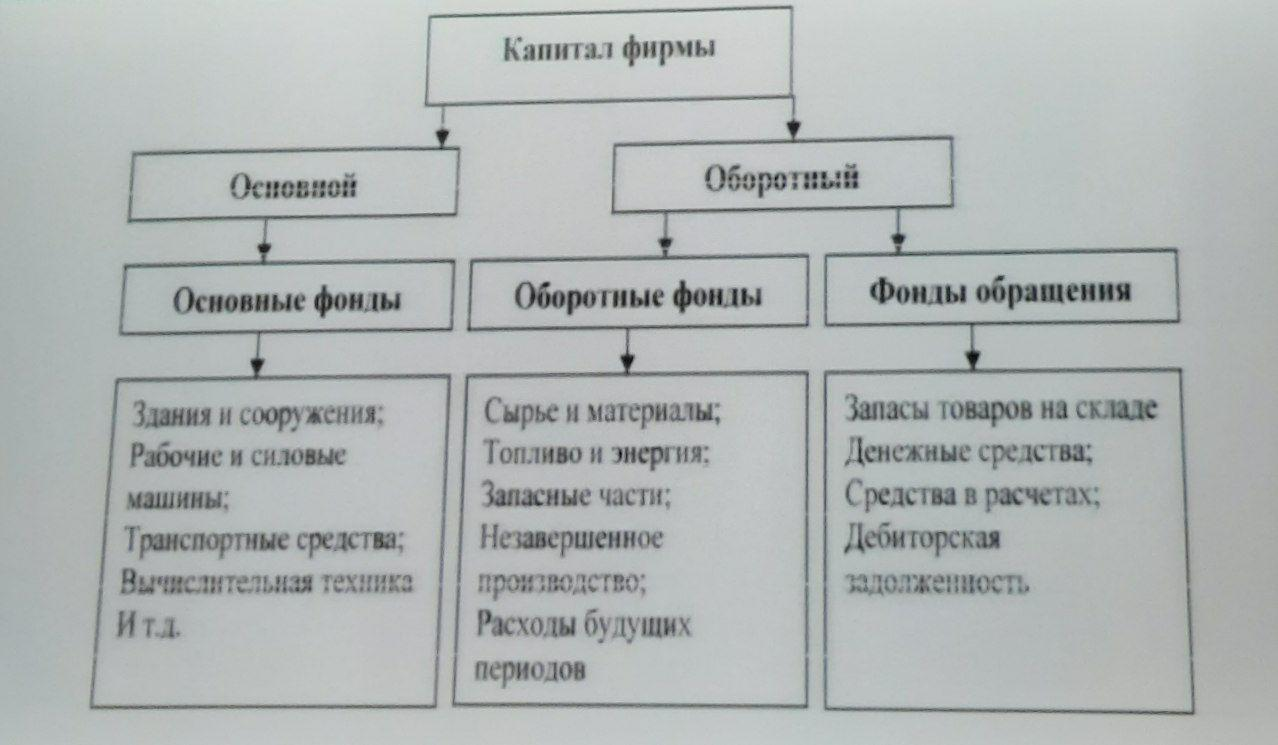 Капитал фирмы
Основной
Оборотный
Основные фонды
Оборотные фонды
Фонды обращения
Здания и сооружения;
Рабочие и силовые
машины;
Транспортные средства;
Вычислительная техника
И т.д.
Сырье и материалы;
Топливо и энергия;
Запасные части;
Незавершенное
производство;
Расходы будущих
периодов
Запасы товаров на складе
Денежные средства;
Средства в расчетах;
Дебиторская
задолженность